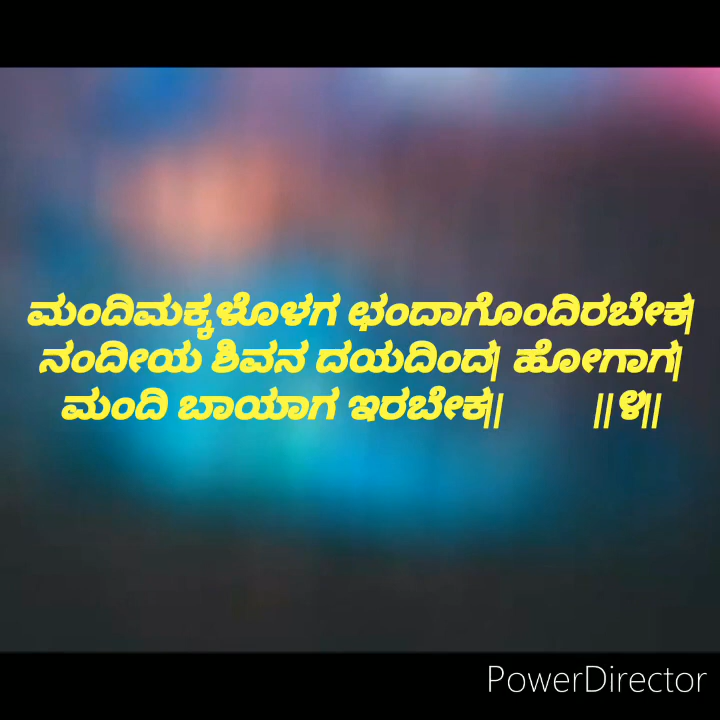 ಮಂದಿಮಕ್ಕಳೊಳಗ ಛಂದಾಗೊಂದಿರಬೇಕ|
ನಂದೀಯ ಶಿವನ ದಯದಿಂದ| ಹೋಗಾಗ|
ಮಂದಿ ಬಾಯಾಗ ಇರಬೇಕ|| ||೪||
PowerDirector